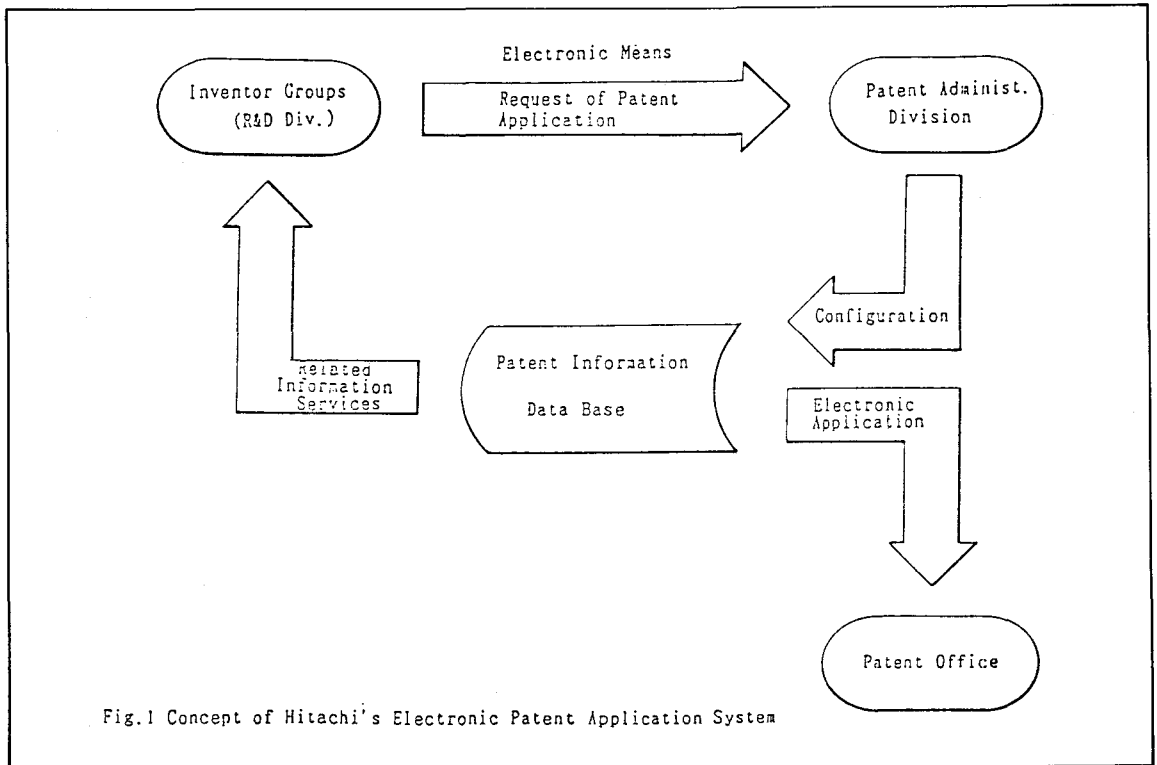 Electronic Means
Inventor Groups
(R&D Div.)
Request of Patent
Application
Patent Administ.
Division
Configuration
Patent Information
Data Base
Related
Information
Services
Electronic
Application
Patent Office
Fig.1 Concept of Hitachi's Electronic Patent Application System